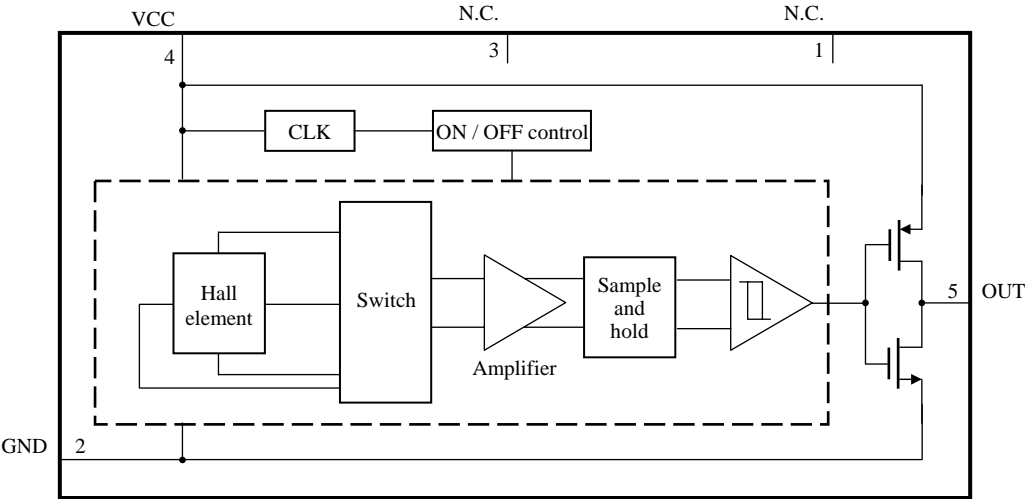 VCC
N.C.
N.C.
4
3
1
CLK
ON / OFF control
Hall
element
Switch
Amplifier
Sample
and
hold
5
OUT
GND
2